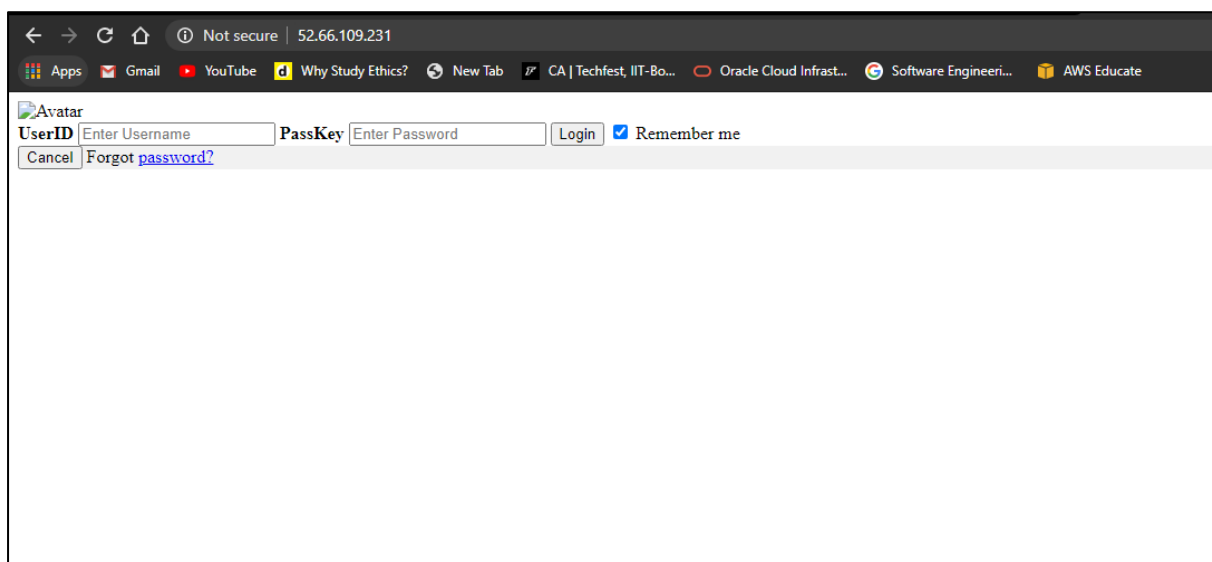 Not secure | 52.66.109.231
Apps Gmail YouTube Why Study Ethics? New Tab CA | Techfest, IIT-Bo... Oracle Cloud Infrast... Software Engineeri... AWS Educate
Avatar
UserID Enter Username PassKey Enter Password Login Remember me
Cancel Forgot password?